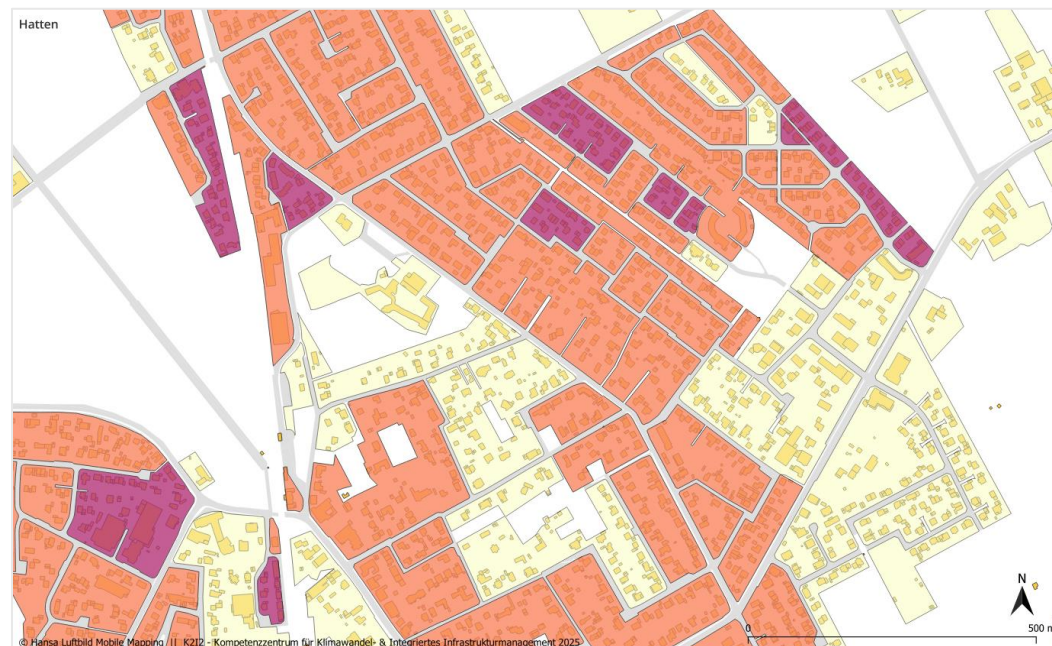 Hatten
N
0 500 m
© Hansa Luftbild Mobile Mapping || K2I2 - Kompetenzzentrum für Klimawandel- & Integriertes Infrastrukturmanagement 2025